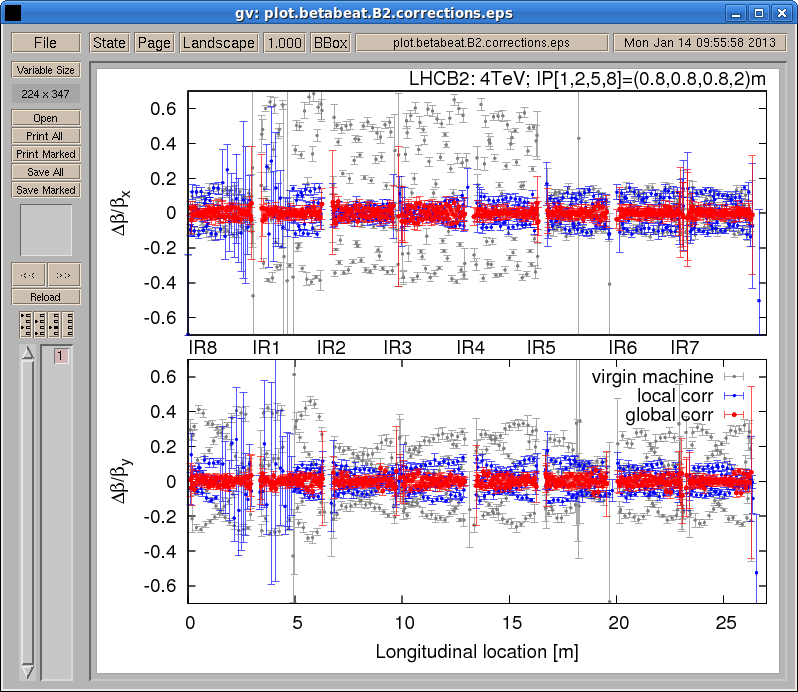 gv: plot.betabeat.B2.corrections.eps
File State Page Landscape 1.000 BBox plot.betabeat.B2.corrections.eps Mon Jan 14 09:55:56 2013
Variable Size
224 x 347
Open
Print All
Print Marked
Save All
Save Marked
<< >>
Reload
1
LHCB2: 4TeV; IP[1,2,5,8]=(0.8,0.8,0.8,2)m
Δβ/βx
0.6
0.4
0.2
0
-0.2
-0.4
-0.6
IR8 IR1 IR2 IR3 IR4 IR5 IR6 IR7
virgin machine
local corr
global corr
Δβ/βy
0.6
0.4
0.2
0
-0.2
-0.4
-0.6
0 5 10 15 20 25
Longitudinal location [m]